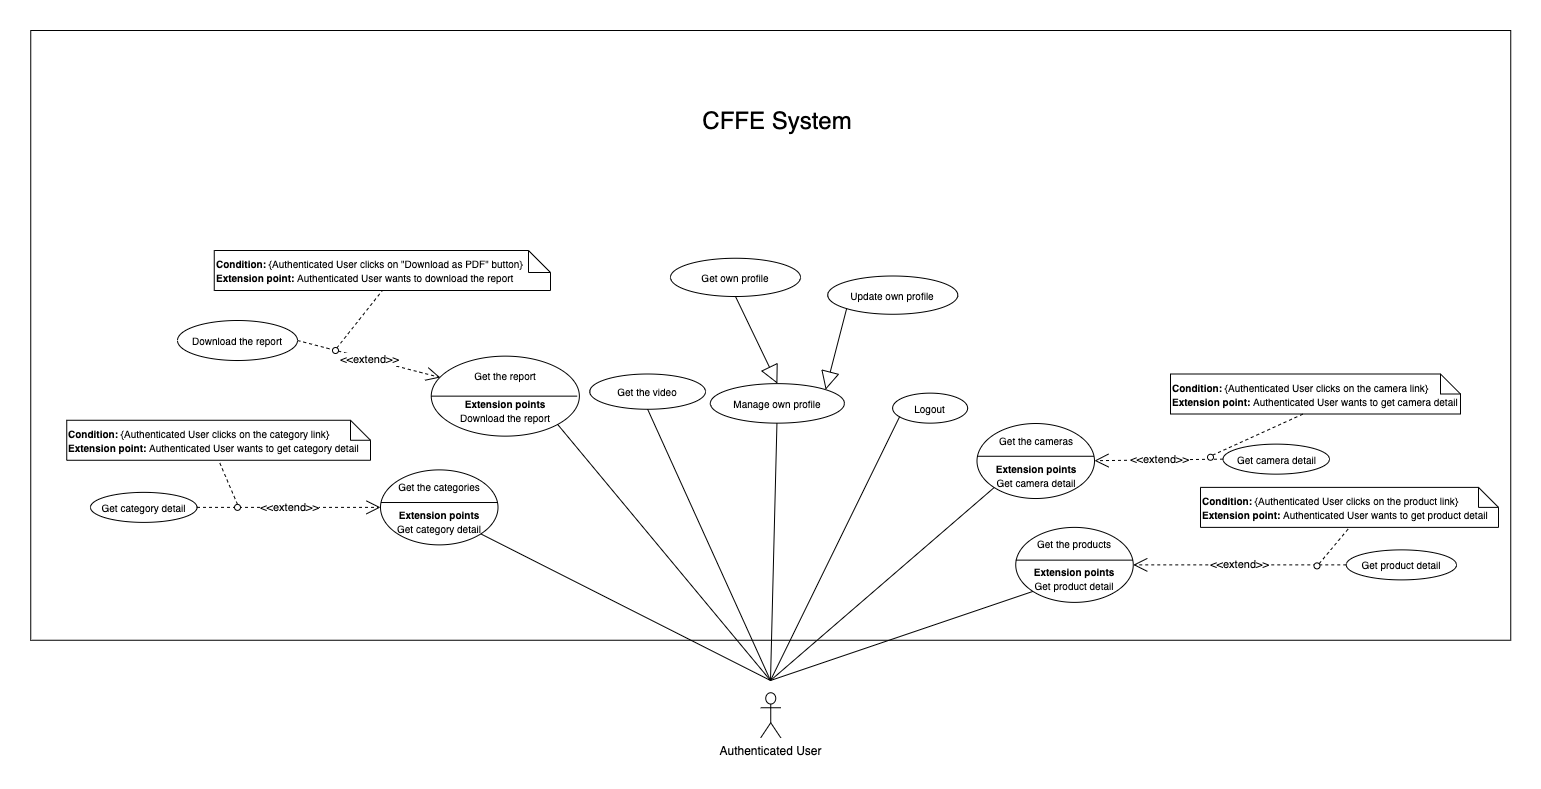 CFFE System
Condition: {Authenticated User clicks on "Download as PDF" button}
Extension point: Authenticated User wants to download the report
Get own profile
Update own profile
Download the report
<<extend>>
Get the report
Extension points
Download the report
Get the video
Manage own profile
Logout
Condition: {Authenticated User clicks on the camera link}
Extension point: Authenticated User wants to get camera detail
Condition: {Authenticated User clicks on the category link}
Extension point: Authenticated User wants to get category detail
Get the cameras
Extension points
Get camera detail
<<extend>>
Get camera detail
Get category detail
<<extend>>
Get the categories
Extension points
Get category detail
Condition: {Authenticated User clicks on the product link}
Extension point: Authenticated User wants to get product detail
Get the products
Extension points
Get product detail
<<extend>>
Get product detail
Authenticated User